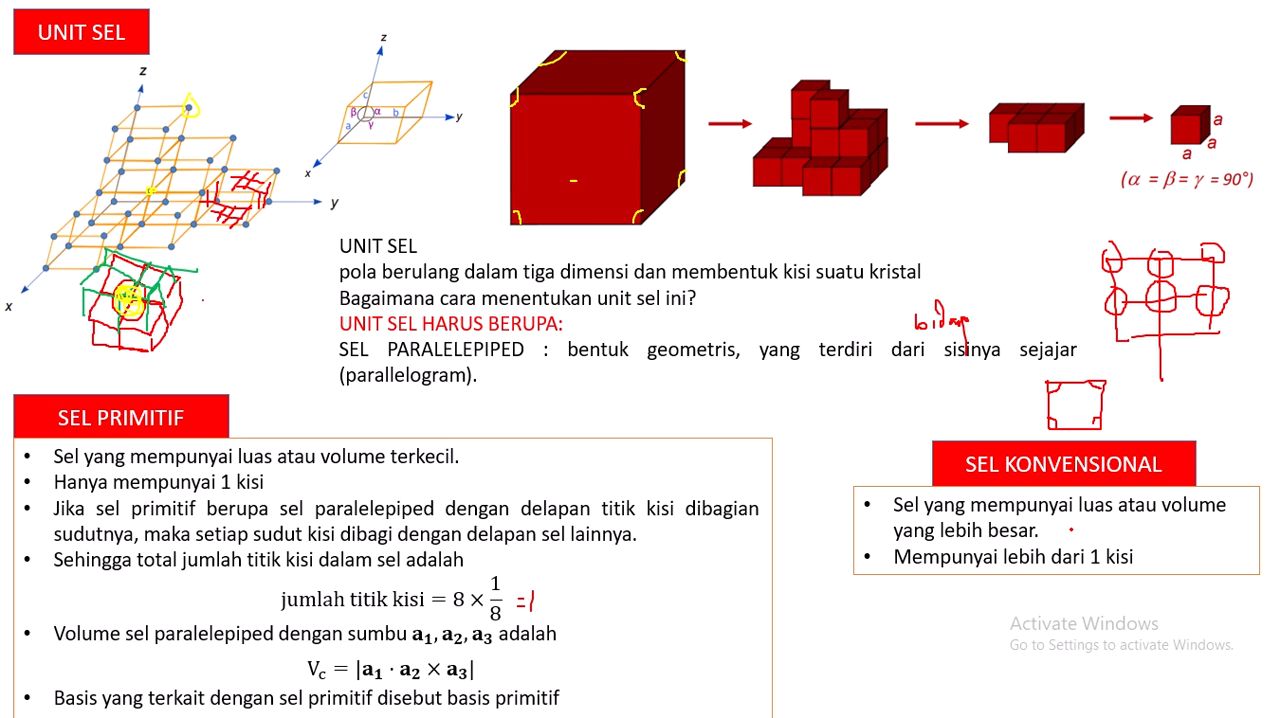 UNIT SEL
z
y
x
z
c
β
α
b
a
γ
y
x
a
a
a
(α = β = γ = 90°)
UNIT SEL
pola berulang dalam tiga dimensi dan membentuk kisi suatu kristal
Bagaimana cara menentukan unit sel ini?
UNIT SEL HARUS BERUPA:
SEL PARALELEPIPED : bentuk geometris, yang terdiri dari sisinya sejajar
(parallelogram).
SEL PRIMITIF
• Sel yang mempunyai luas atau volume terkecil.
• Hanya mempunyai 1 kisi
• Jika sel primitif berupa sel paralelepiped dengan delapan titik kisi dibagian
sudutnya, maka setiap sudut kisi dibagi dengan delapan sel lainnya.
• Sehingga total jumlah titik kisi dalam sel adalah
jumlah titik kisi = 8 × 1/8 =1
• Volume sel paralelepiped dengan sumbu a₁, a₂, a₃ adalah
V_c = |a₁ · a₂ × a₃|
• Basis yang terkait dengan sel primitif disebut basis primitif
SEL KONVENSIONAL
• Sel yang mempunyai luas atau volume
yang lebih besar.
• Mempunyai lebih dari 1 kisi
Activate Windows
Go to Settings to activate Windows.